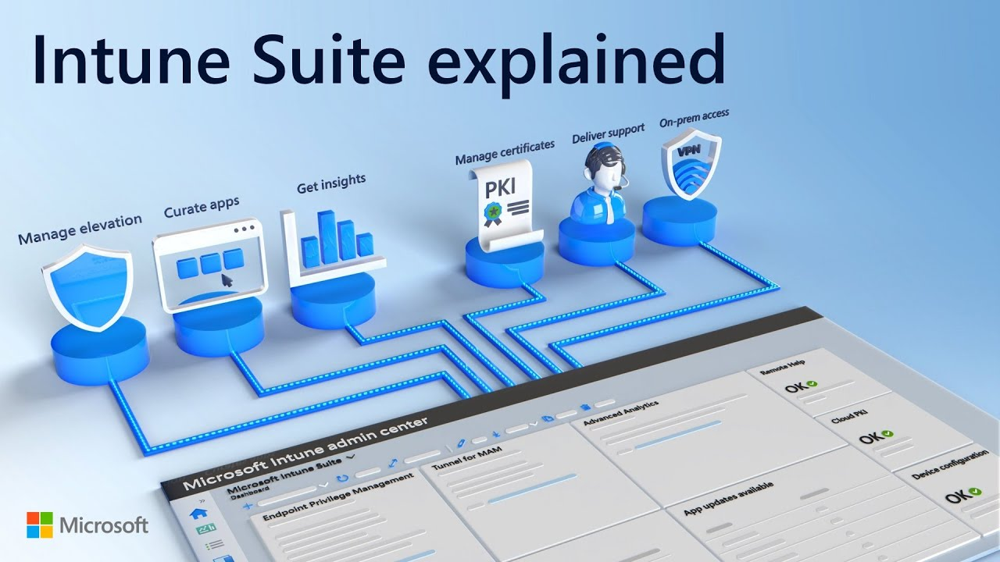 Intune Suite explained
Manage elevation
Curate apps
Get insights
Manage certificates
Deliver support
On-prem access
PKI
VPN
Microsoft Intune admin center
Microsoft Intune Suite
Dashboard
Endpoint Privilege Management
Tunnel for MAM
Advanced Analytics
Remote Help
OK
Cloud PKI
OK
Device configuration
OK
App updates available
Microsoft